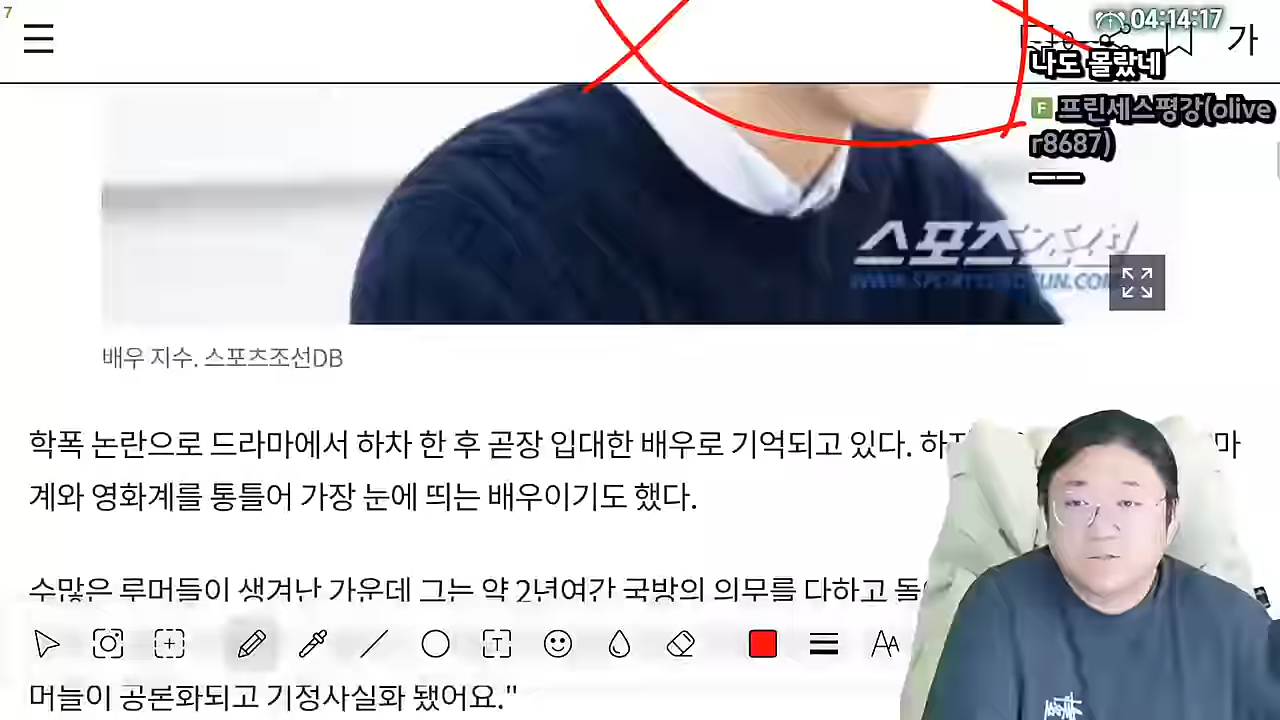 7
04:14:17
가
나도 몰랐네
F 프린세스평강(olive
r8687)
ㅡㅡ
스포츠조선
WWW.SPORTSCHOSUN.COM
배우 지수. 스포츠조선DB
학폭 논란으로 드라마에서 하차 한 후 곧장 입대한 배우로 기억되고 있다. 마
계와 영화계를 통틀어 가장 눈에 띄는 배우이기도 했다.
수많은 루머들이 생겨난 가운데 그는 약 2년여간 국방의 의무를 다하고
T
AA
머들이 공론화되고 기정사실화 됐어요."